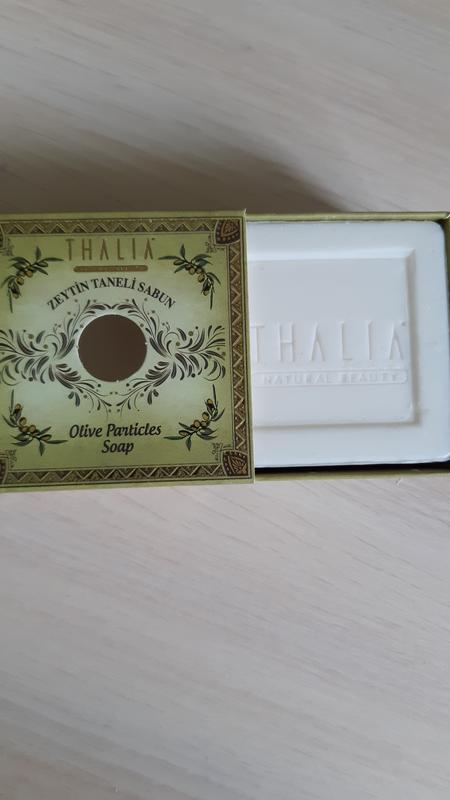 THALIA
ZEYTİN TANELİ SABUN
Olive Particles
Soap
THALIA
NATURAL BEAUTY